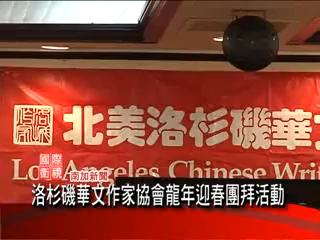 北美洛杉磯華文
Los Angeles Chinese Writ
國際
衛視
南加新聞
洛杉磯華文作家協會龍年迎春團拜活動